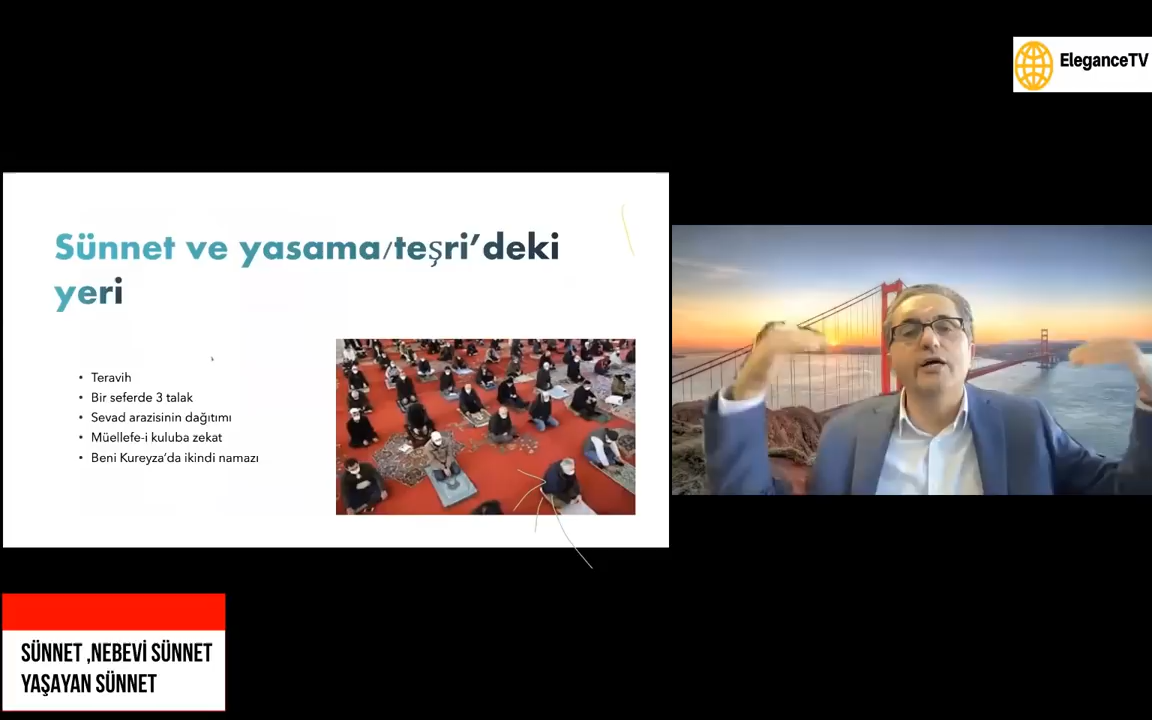 EleganceTV
Sünnet ve yasama/teşri’deki
yeri
• Teravih
• Bir seferde 3 talak
• Sevad arazisinin dağıtımı
• Müellefe-i kuluba zekat
• Beni Kureyza’da ikindi namazı
SÜNNET ,NEBEVİ SÜNNET
YAŞAYAN SÜNNET